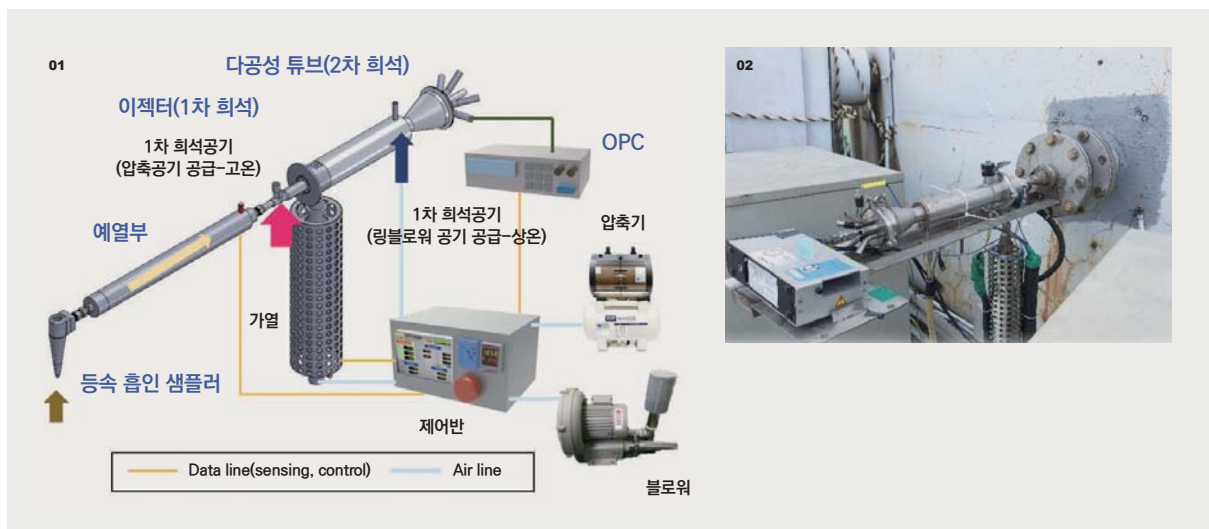 01
다공성 튜브(2차 희석)
이젝터(1차 희석)
1차 희석공기
(압축공기 공급-고온)
OPC
1차 희석공기
(링블로워 공기 공급-상온)
예열부
압축기
가열
등속 흡인 샘플러
제어반
Data line(sensing, control)
Air line
블로워
02